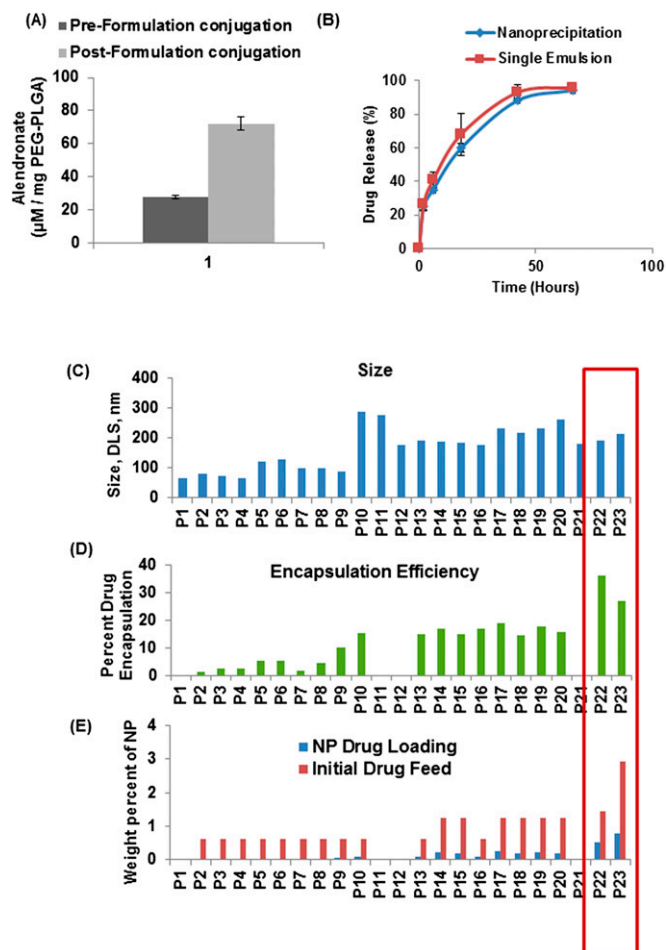 (A)
Pre-Formulation conjugation
Post-Formulation conjugation
Alendronate
(µM / mg PEG-PLGA)
100
80
60
40
20
0
1
(B)
Nanoprecipitation
Single Emulsion
Drug Release (%)
100
80
60
40
20
0
0 50 100
Time (Hours)
(C)
Size
Size, DLS, nm
400
300
200
100
0
P1 P2 P3 P4 P5 P6 P7 P8 P9 P10 P11 P12 P13 P14 P15 P16 P17 P18 P19 P20 P21 P22 P23
(D)
Encapsulation Efficiency
Percent Drug
Encapsulation
40
30
20
10
0
P1 P2 P3 P4 P5 P6 P7 P8 P9 P10 P11 P12 P13 P14 P15 P16 P17 P18 P19 P20 P21 P22 P23
(E)
NP Drug Loading
Initial Drug Feed
Weight percent of NP
4
3
2
1
0
P1 P2 P3 P4 P5 P6 P7 P8 P9 P10 P11 P12 P13 P14 P15 P16 P17 P18 P19 P20 P21 P22 P23